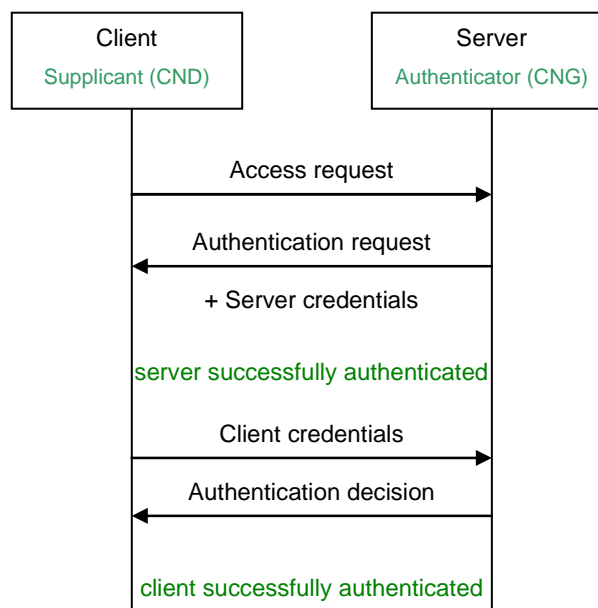 Client
Supplicant (CND)
Server
Authenticator (CNG)
Access request
Authentication request
+ Server credentials
server successfully authenticated
Client credentials
Authentication decision
client successfully authenticated